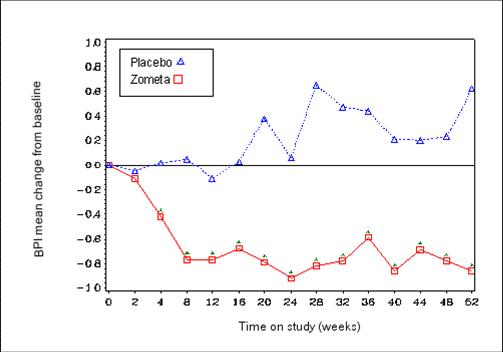 BPI mean change from baseline
1.0
0.8
0.6
0.4
0.2
0.0
-0.2
-0.4
-0.6
-0.8
-1.0
Placebo
Zometa
0 2 4 8 12 16 20 24 28 32 36 40 44 48 52
Time on study (weeks)